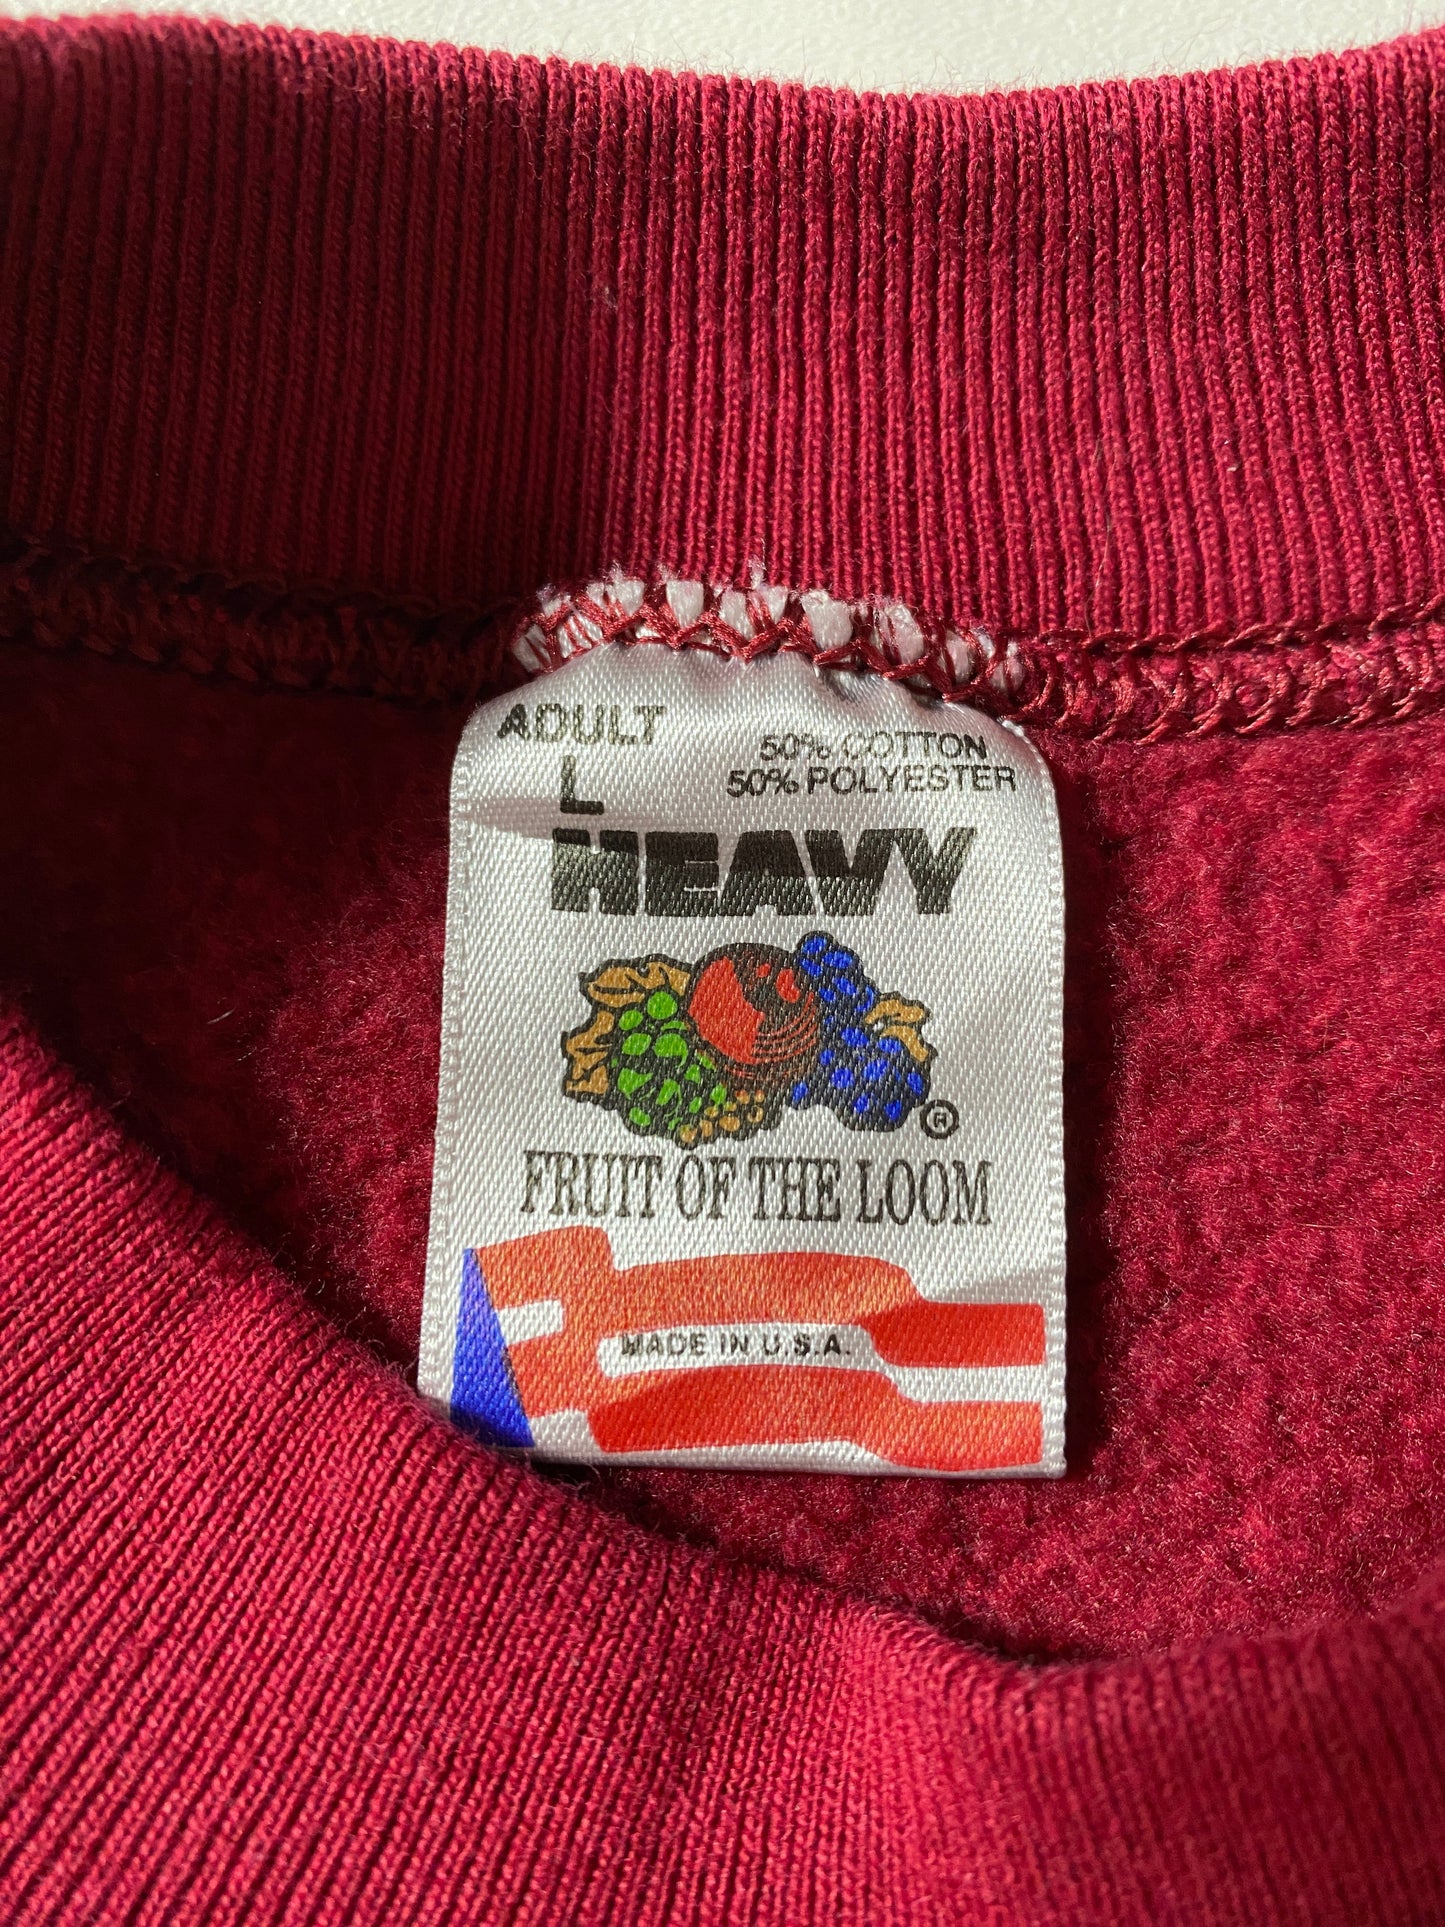 ADULT
L
50% COTTON
50% POLYESTER
HEAVY
®
FRUIT OF THE LOOM
MADE IN U.S.A.